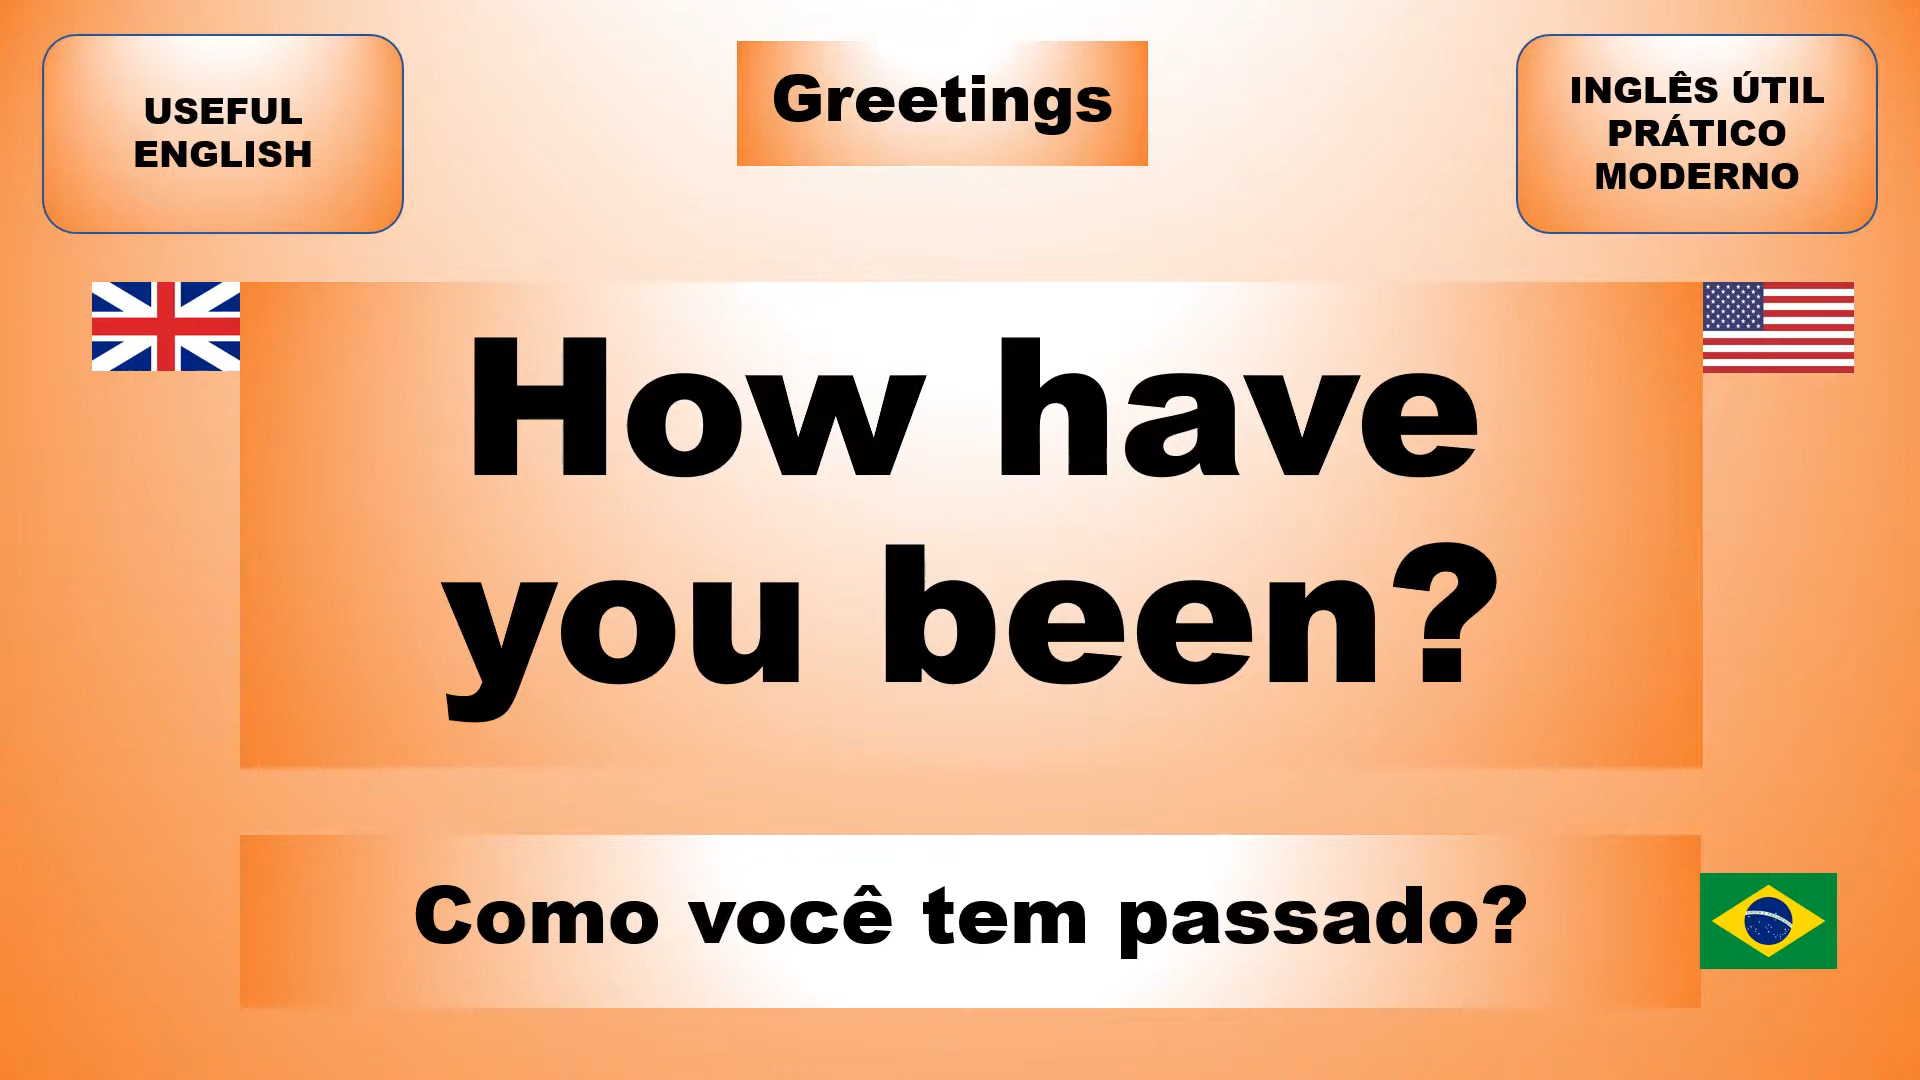 USEFUL
ENGLISH
Greetings
INGLÊS ÚTIL
PRÁTICO
MODERNO
How have
you been?
Como você tem passado?